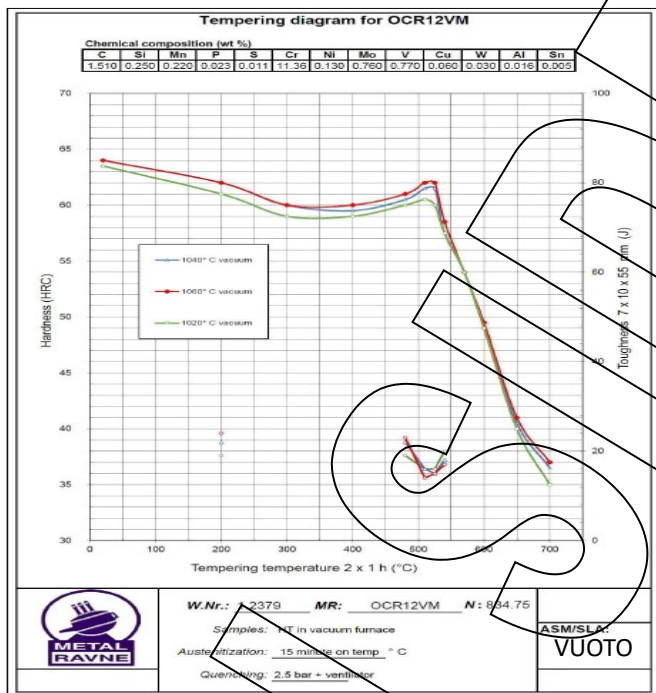 Tempering diagram for OCR12VM
Chemical composition (wt %)
C Si Mn P S Cr Ni Mo V Cu W Al Sn
1.510 0.250 0.220 0.023 0.011 11.36 0.130 0.760 0.770 0.060 0.030 0.016 0.005
70 100
65
80
60
55
60
50
45
40
40
20
35
30 0
Hardness (HRC)
Toughness 7 x 10 x 55 mm (J)
1040° C vacuum
1060° C vacuum
1020° C vacuum
0 100 200 300 400 500 600 700
Tempering temperature 2 x 1 h (°C)
METAL
RAVNE
W.Nr.: 1.2379 MR: OCR12VM N: 834.75
Samples: HT in vacuum furnace
Austenitization: 15 minute on temp ° C
Quenching: 2.5 bar + ventilator
ASM/SLA:
VUOTO